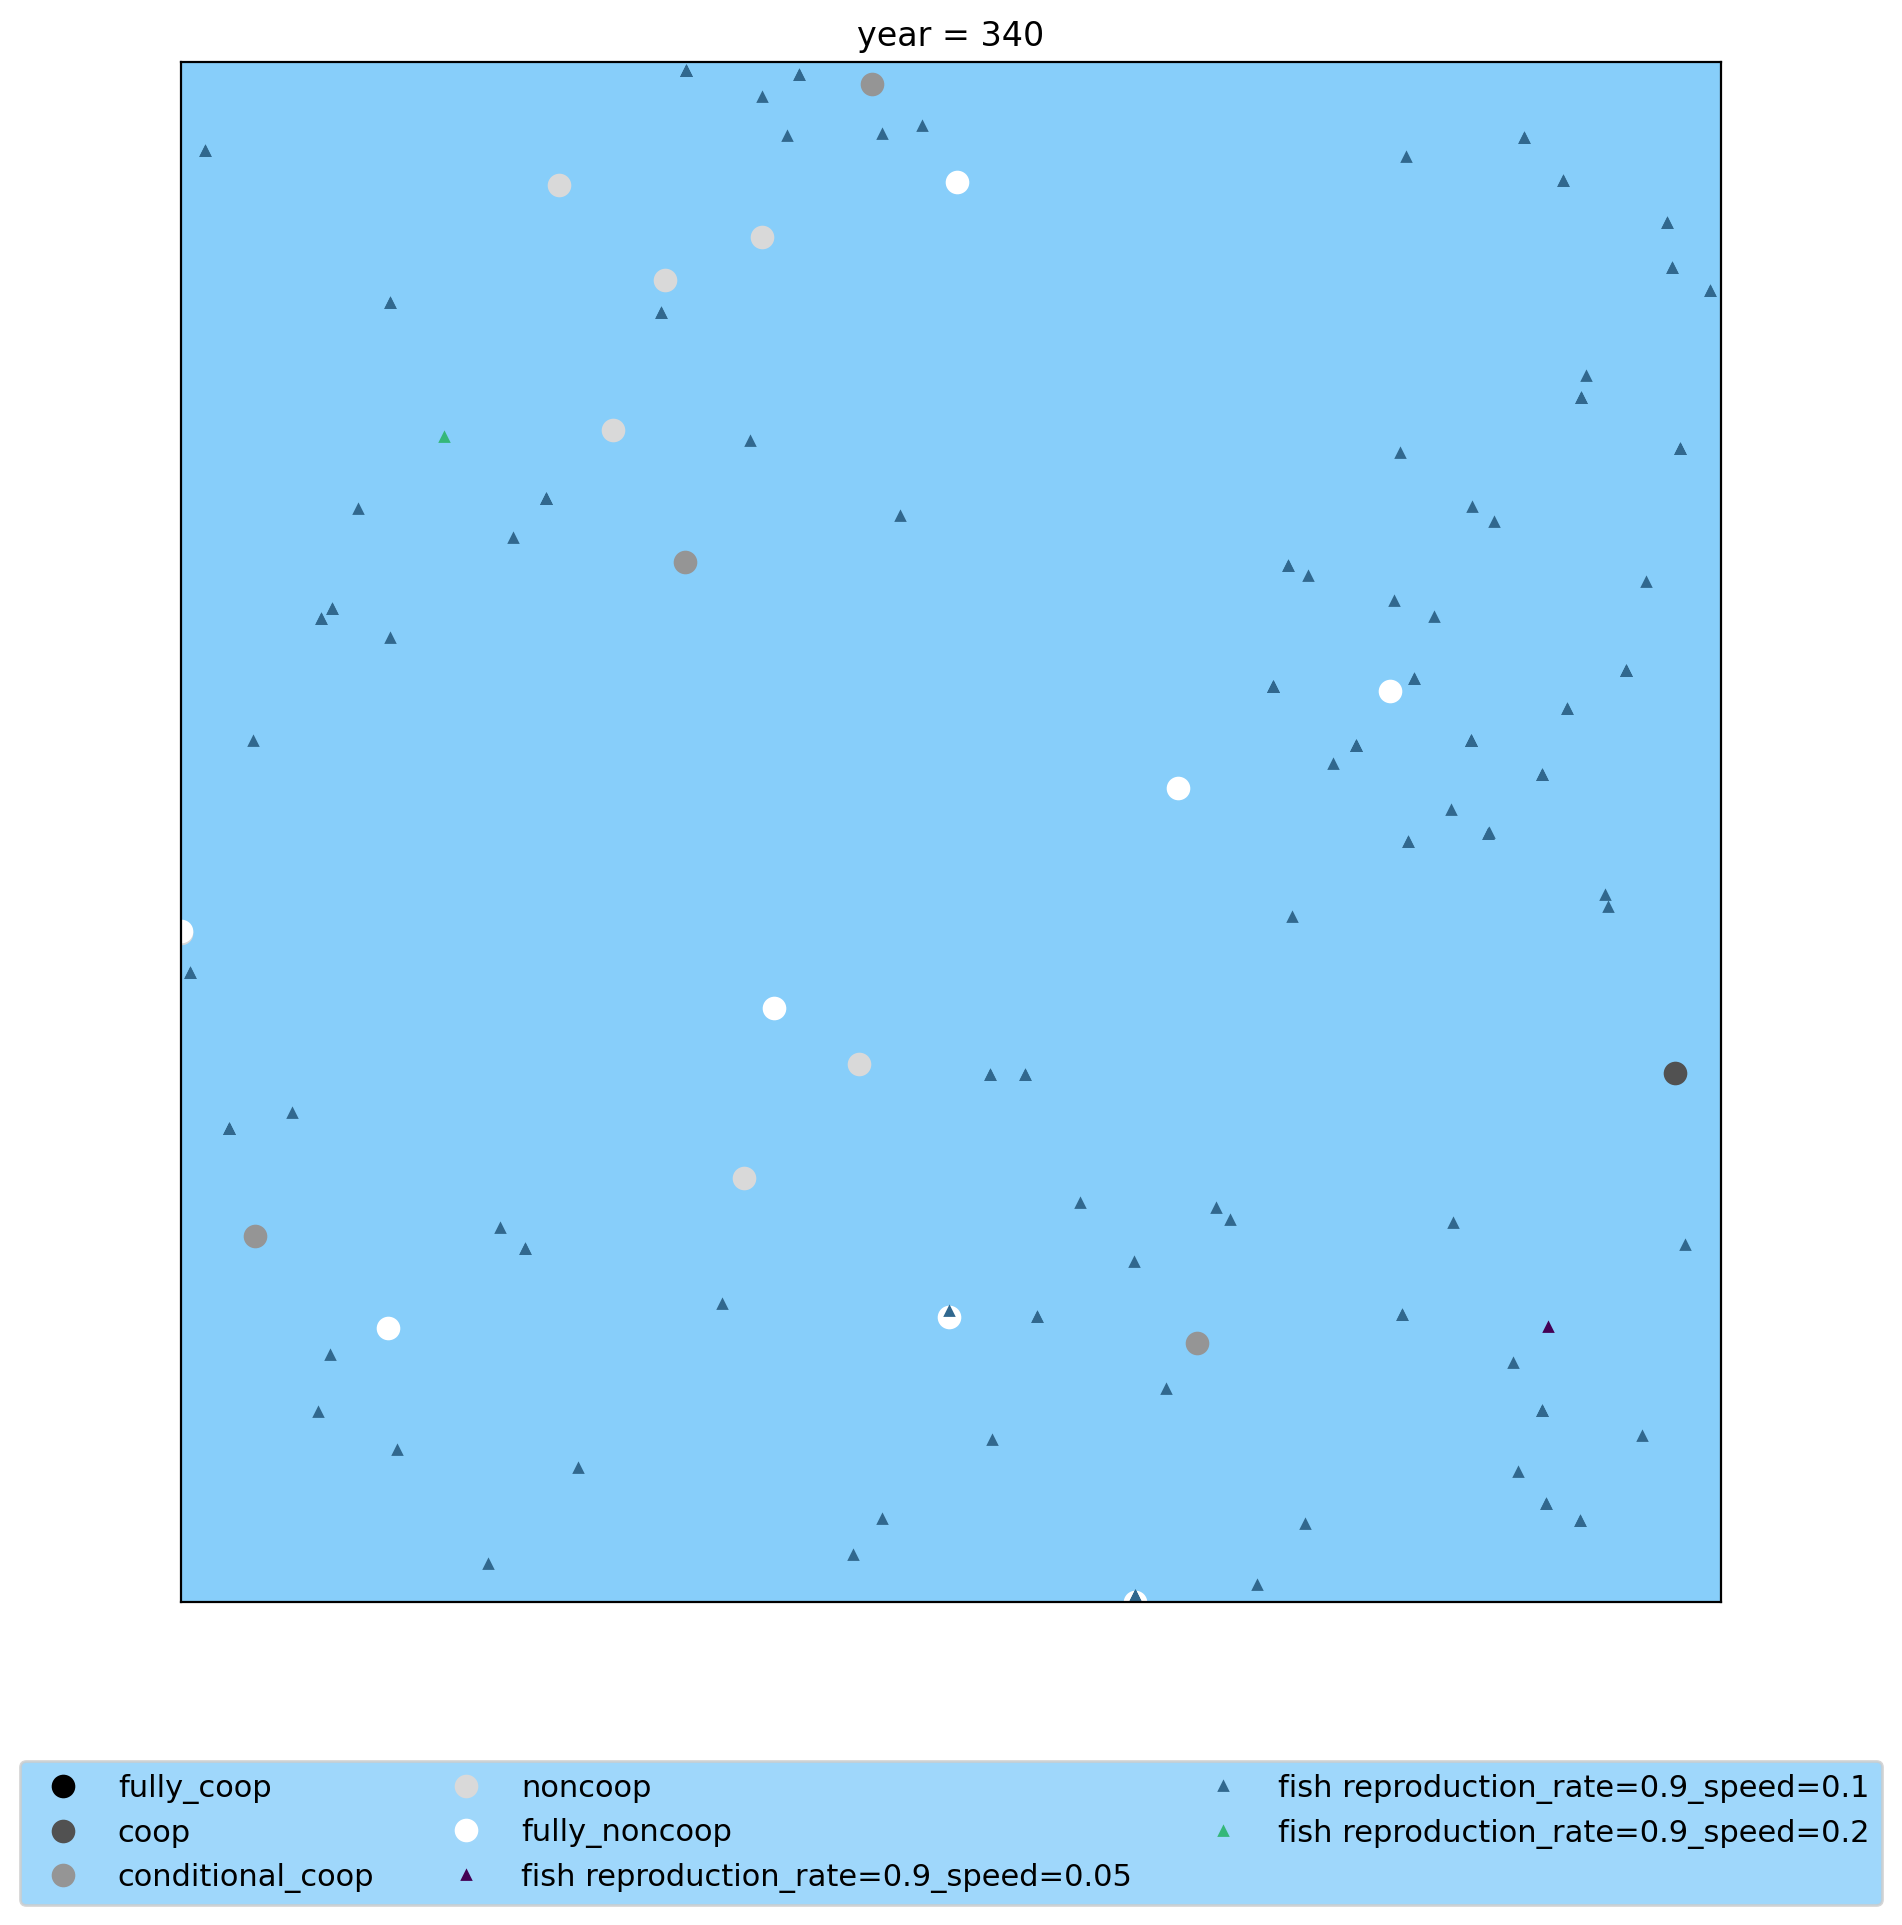 year = 340
fully_coop
coop
conditional_coop
noncoop
fully_noncoop
fish reproduction_rate=0.9_speed=0.05
fish reproduction_rate=0.9_speed=0.1
fish reproduction_rate=0.9_speed=0.2